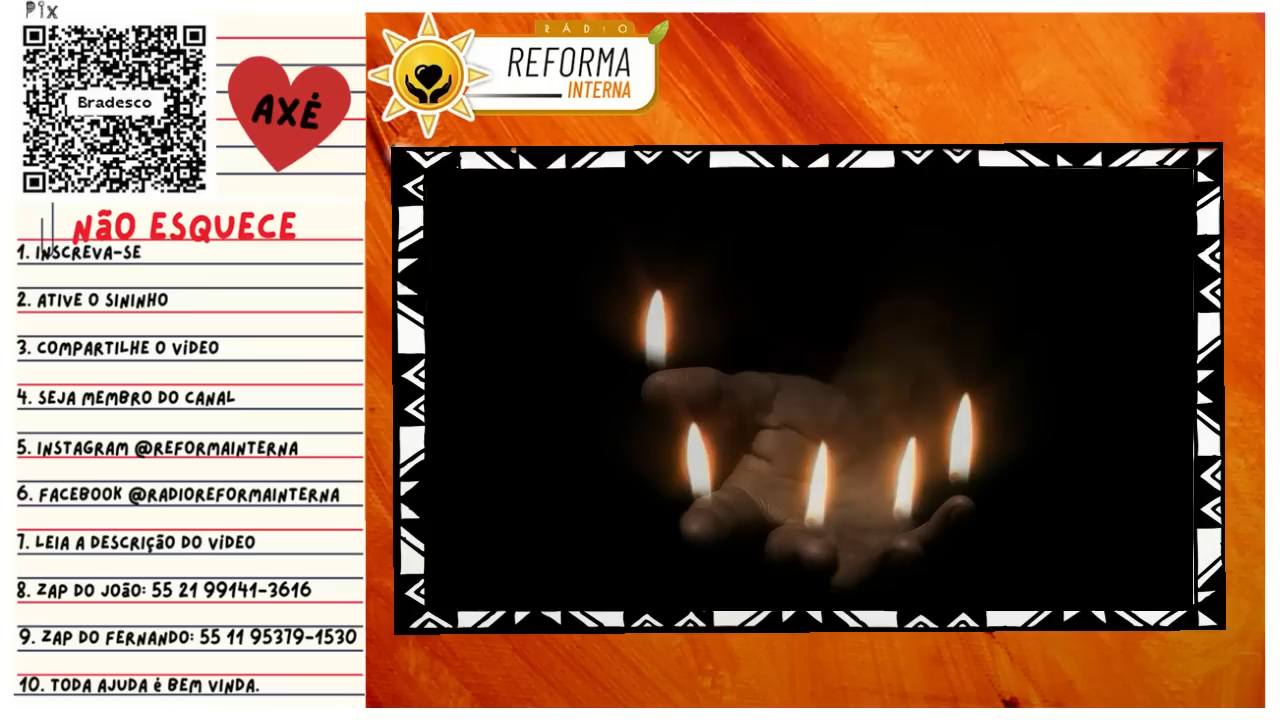 Pix
Bradesco
AXÉ
NãO ESQUECE
1. INSCREVA-SE
2. ATIVE O SININHO
3. COMPARTILHE O VíDEO
4. SEJA MEMBRO DO CANAL
5. INSTAGRAM @REFORMAINTERNA
6. FACEBOOK @RADIOREFORMAINTERNA
7. LEIA A DESCRIÇãO DO VíDEO
8. ZAP DO JOãO: 55 21 99141-3616
9. ZAP DO FERNANDO: 55 11 95379-1530
10. TODA AJUDA é BEM VINDA.
RÁDIO
REFORMA
INTERNA